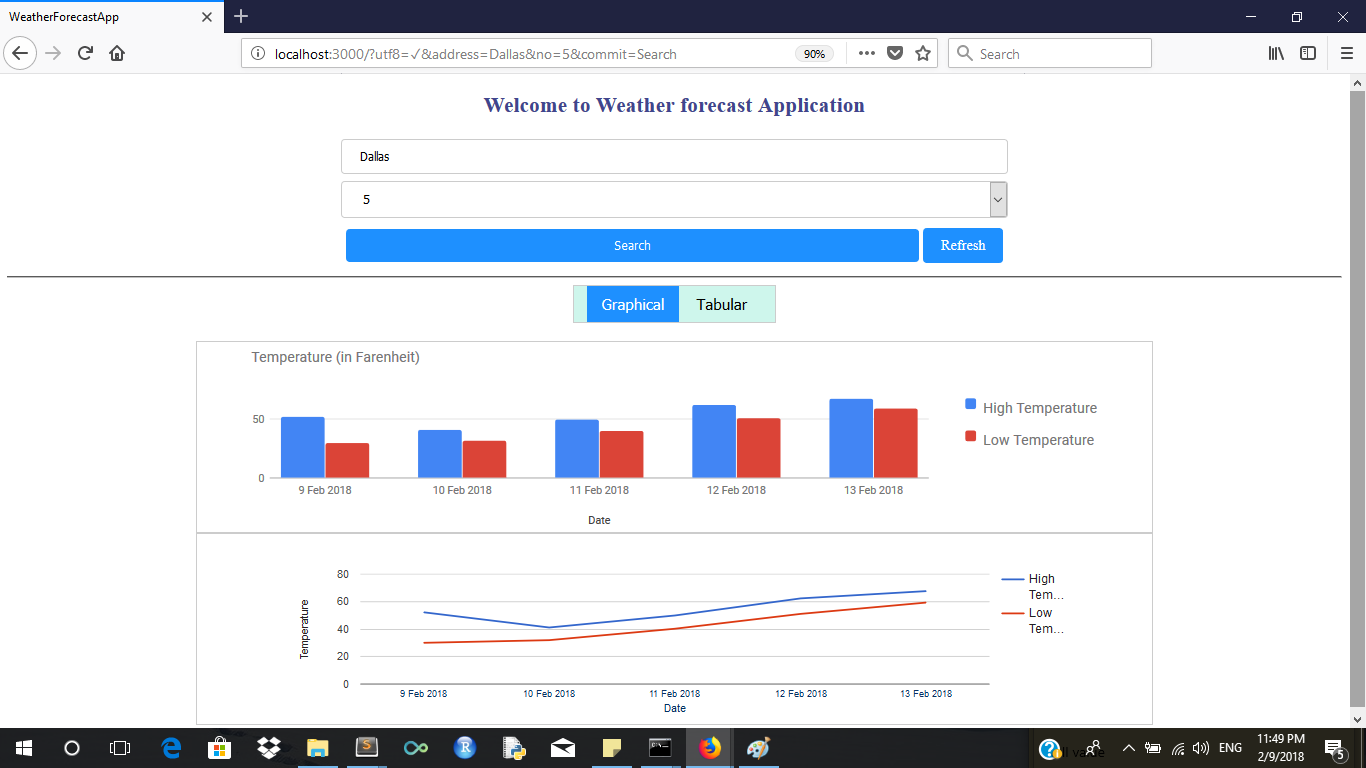 WeatherForecastApp
localhost:3000/?utf8=✓&address=Dallas&no=5&commit=Search
90%
Search
Welcome to Weather forecast Application
Dallas
5
Search Refresh
Graphical Tabular
Temperature (in Farenheit)
50
0
9 Feb 2018 10 Feb 2018 11 Feb 2018 12 Feb 2018 13 Feb 2018
Date
High Temperature
Low Temperature
Temperature
80
60
40
20
0
9 Feb 2018 10 Feb 2018 11 Feb 2018 12 Feb 2018 13 Feb 2018
Date
High
Tem...
Low
Tem...
ENG
11:49 PM
2/9/2018
5